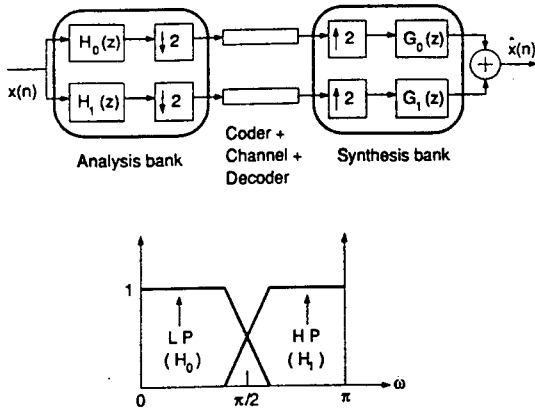 H₀(z) ↓2 ↑2 G₀(z)
x(n) + x̂(n)
H₁(z) ↓2 ↑2 G₁(z)
Analysis bank
Coder +
Channel +
Decoder
Synthesis bank
1
LP
(H₀)
HP
(H₁)
0 π/2 π ω